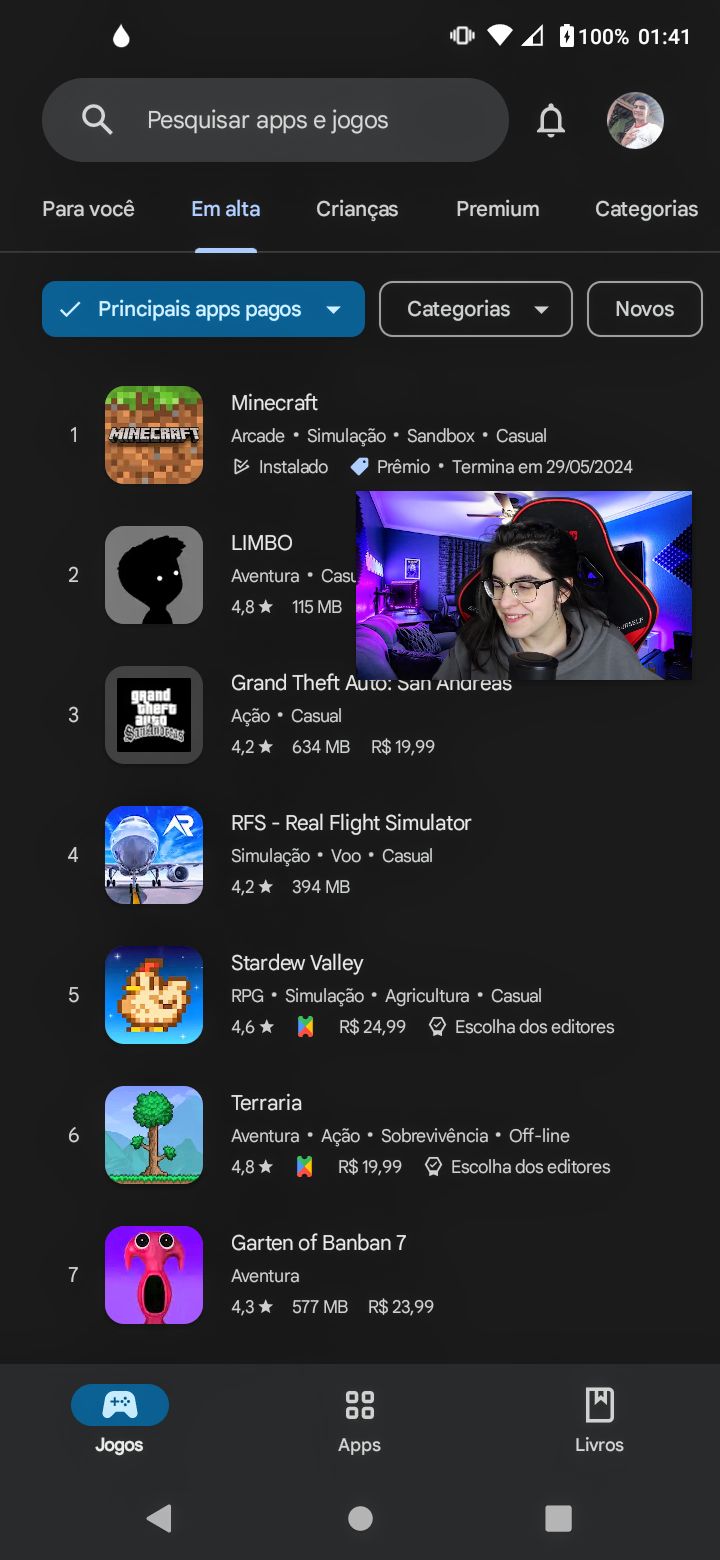 100% 01:41
Pesquisar apps e jogos
Para você Em alta Crianças Premium Categorias
Principais apps pagos Categorias Novos
1
MINECRAFT
Minecraft
Arcade • Simulação • Sandbox • Casual
Instalado Prêmio • Termina em 29/05/2024
2
LIMBO
Aventura •
4,8 ★ 115 MB
3
grand
theft
auto
SanAndreas
Grand Theft Auto: San Andreas
Ação • Casual
4,2 ★ 634 MB R$ 19,99
4
RFS - Real Flight Simulator
Simulação • Voo • Casual
4,2 ★ 394 MB
5
Stardew Valley
RPG • Simulação • Agricultura • Casual
4,6 ★ R$ 24,99 Escolha dos editores
6
Terraria
Aventura • Ação • Sobrevivência • Off-line
4,8 ★ R$ 19,99 Escolha dos editores
7
Garten of Banban 7
Aventura
4,3 ★ 577 MB R$ 23,99
Jogos Apps Livros